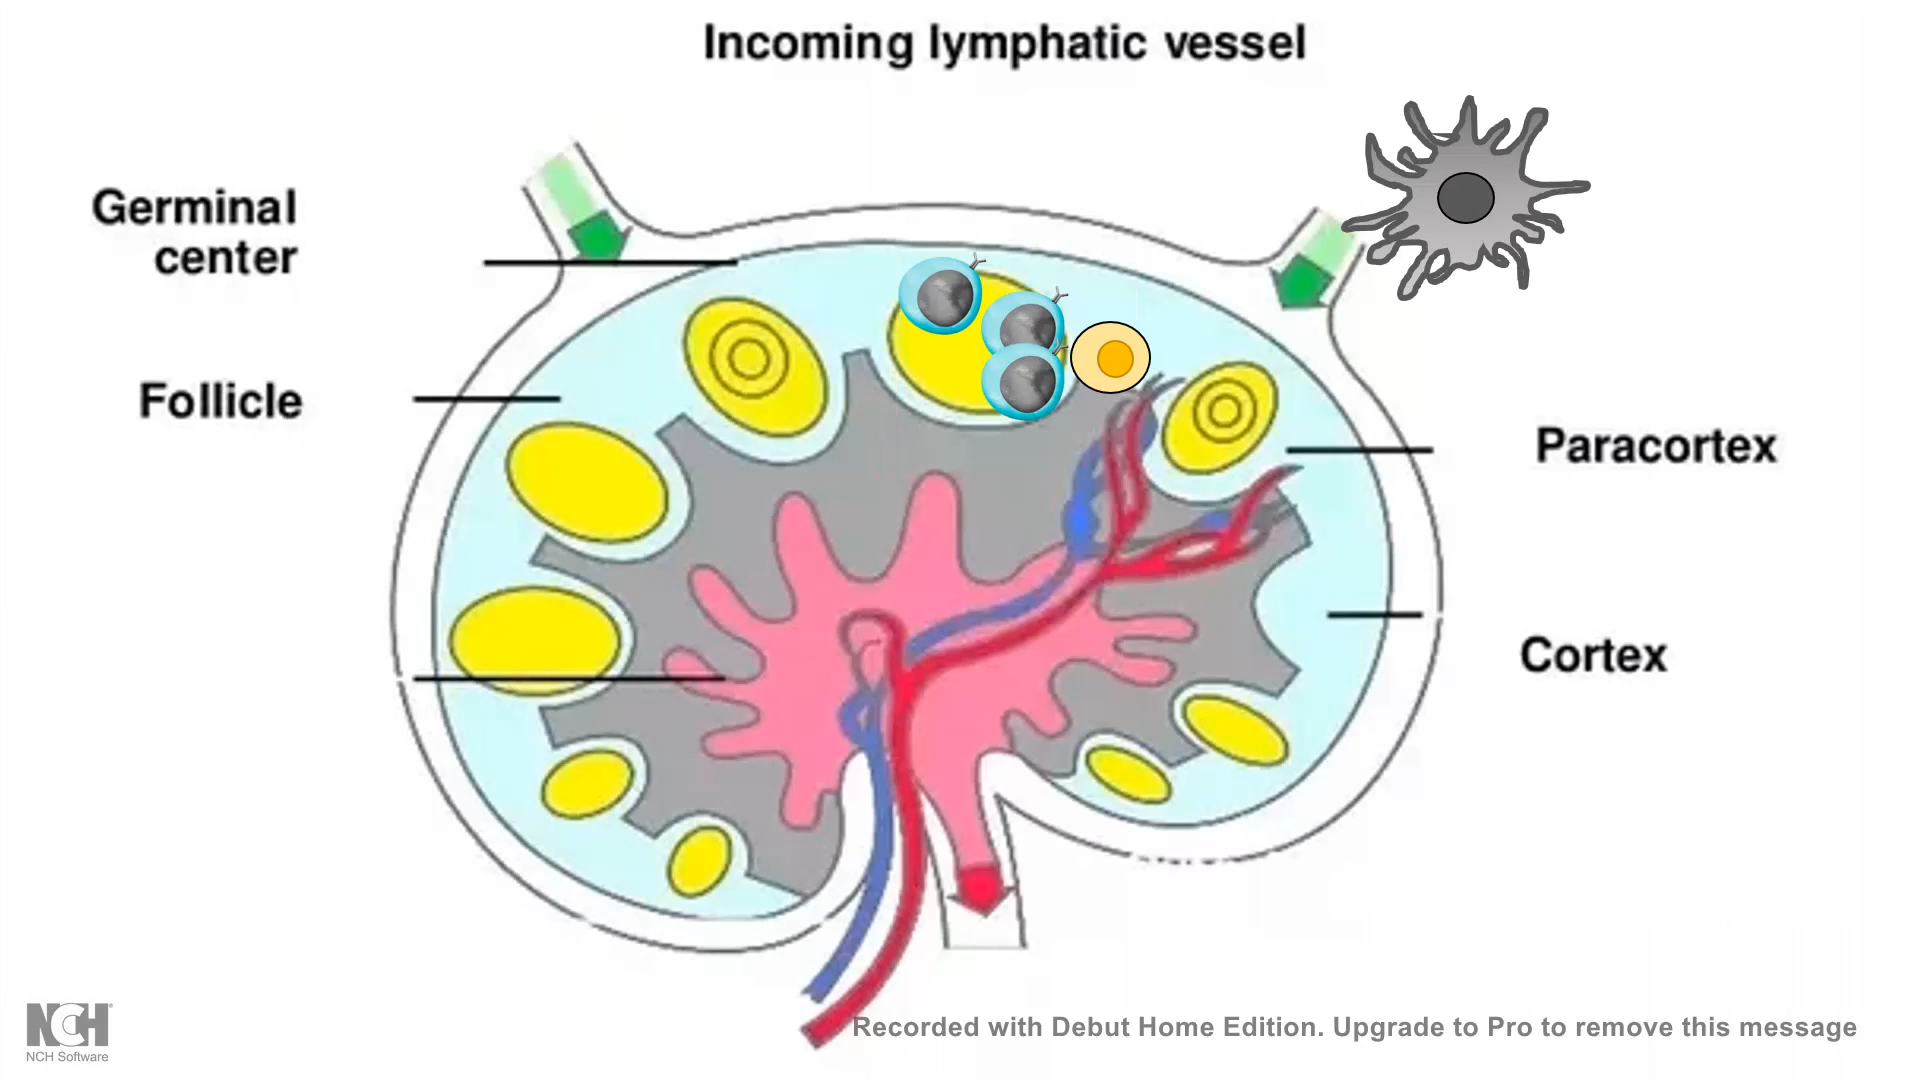 Incoming lymphatic vessel
Germinal
center
Follicle
Paracortex
Cortex
NCH
NCH Software
Recorded with Debut Home Edition. Upgrade to Pro to remove this message